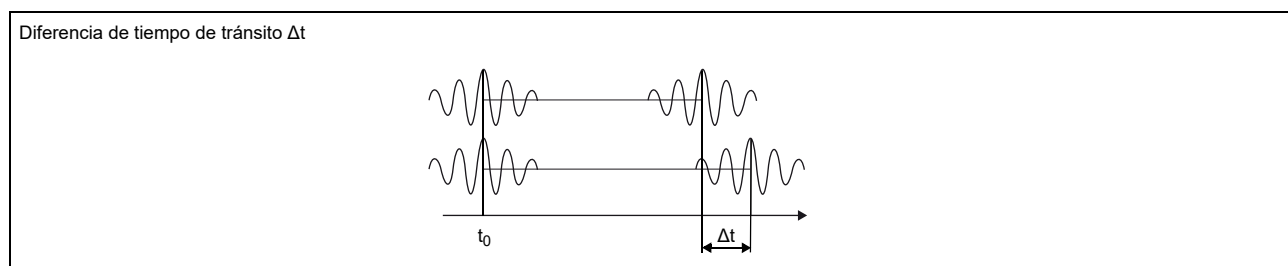 Diferencia de tiempo de tránsito Δt
t₀
Δt